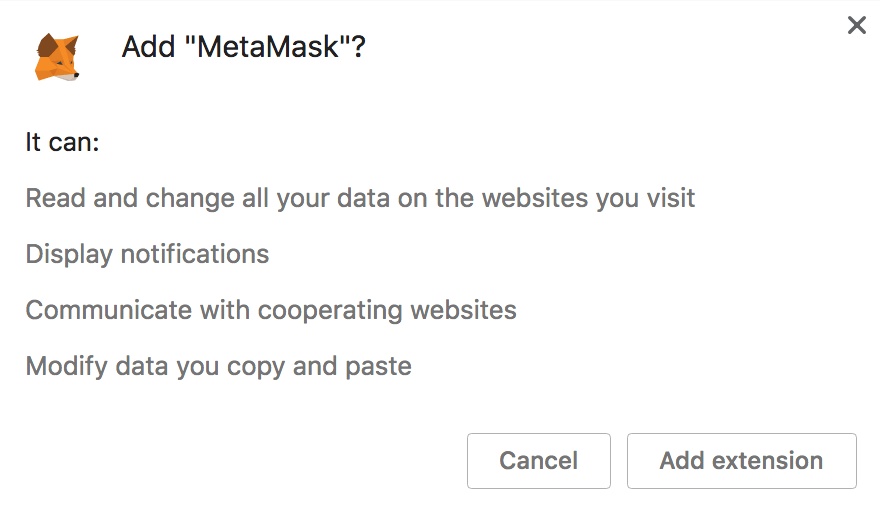 Add "MetaMask"?
It can:
Read and change all your data on the websites you visit
Display notifications
Communicate with cooperating websites
Modify data you copy and paste
Cancel
Add extension